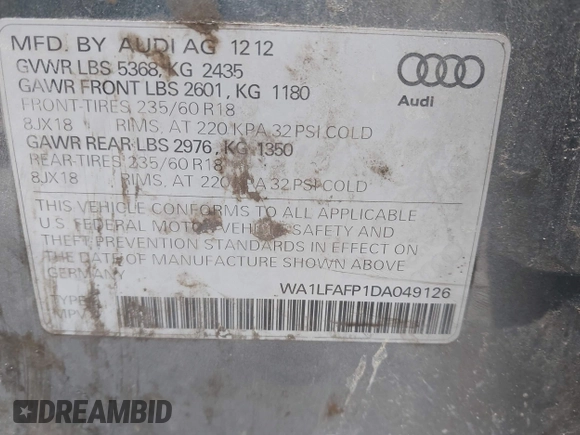 MFD. BY AUDI AG 12 12
GVWR LBS 5368, KG 2435
GAWR FRONT LBS 2601, KG 1180
FRONT-TIRES 235/60 R18
8JX18 RIMS, AT 220 KPA 32 PSI COLD
GAWR REAR LBS 2976, KG 1350
REAR-TIRES 235/60 R18
8JX18 RIMS, AT 220 KPA 32 PSI COLD
Audi
THIS VEHICLE CONFORMS TO ALL APPLICABLE
U.S. FEDERAL MOTOR VEHICLE SAFETY AND
THEFT PREVENTION STANDARDS IN EFFECT ON
THE DATE OF MANUFACTURE SHOWN ABOVE
GERMANY
WA1LFAFP1DA049126
TYPE
DREAMBID